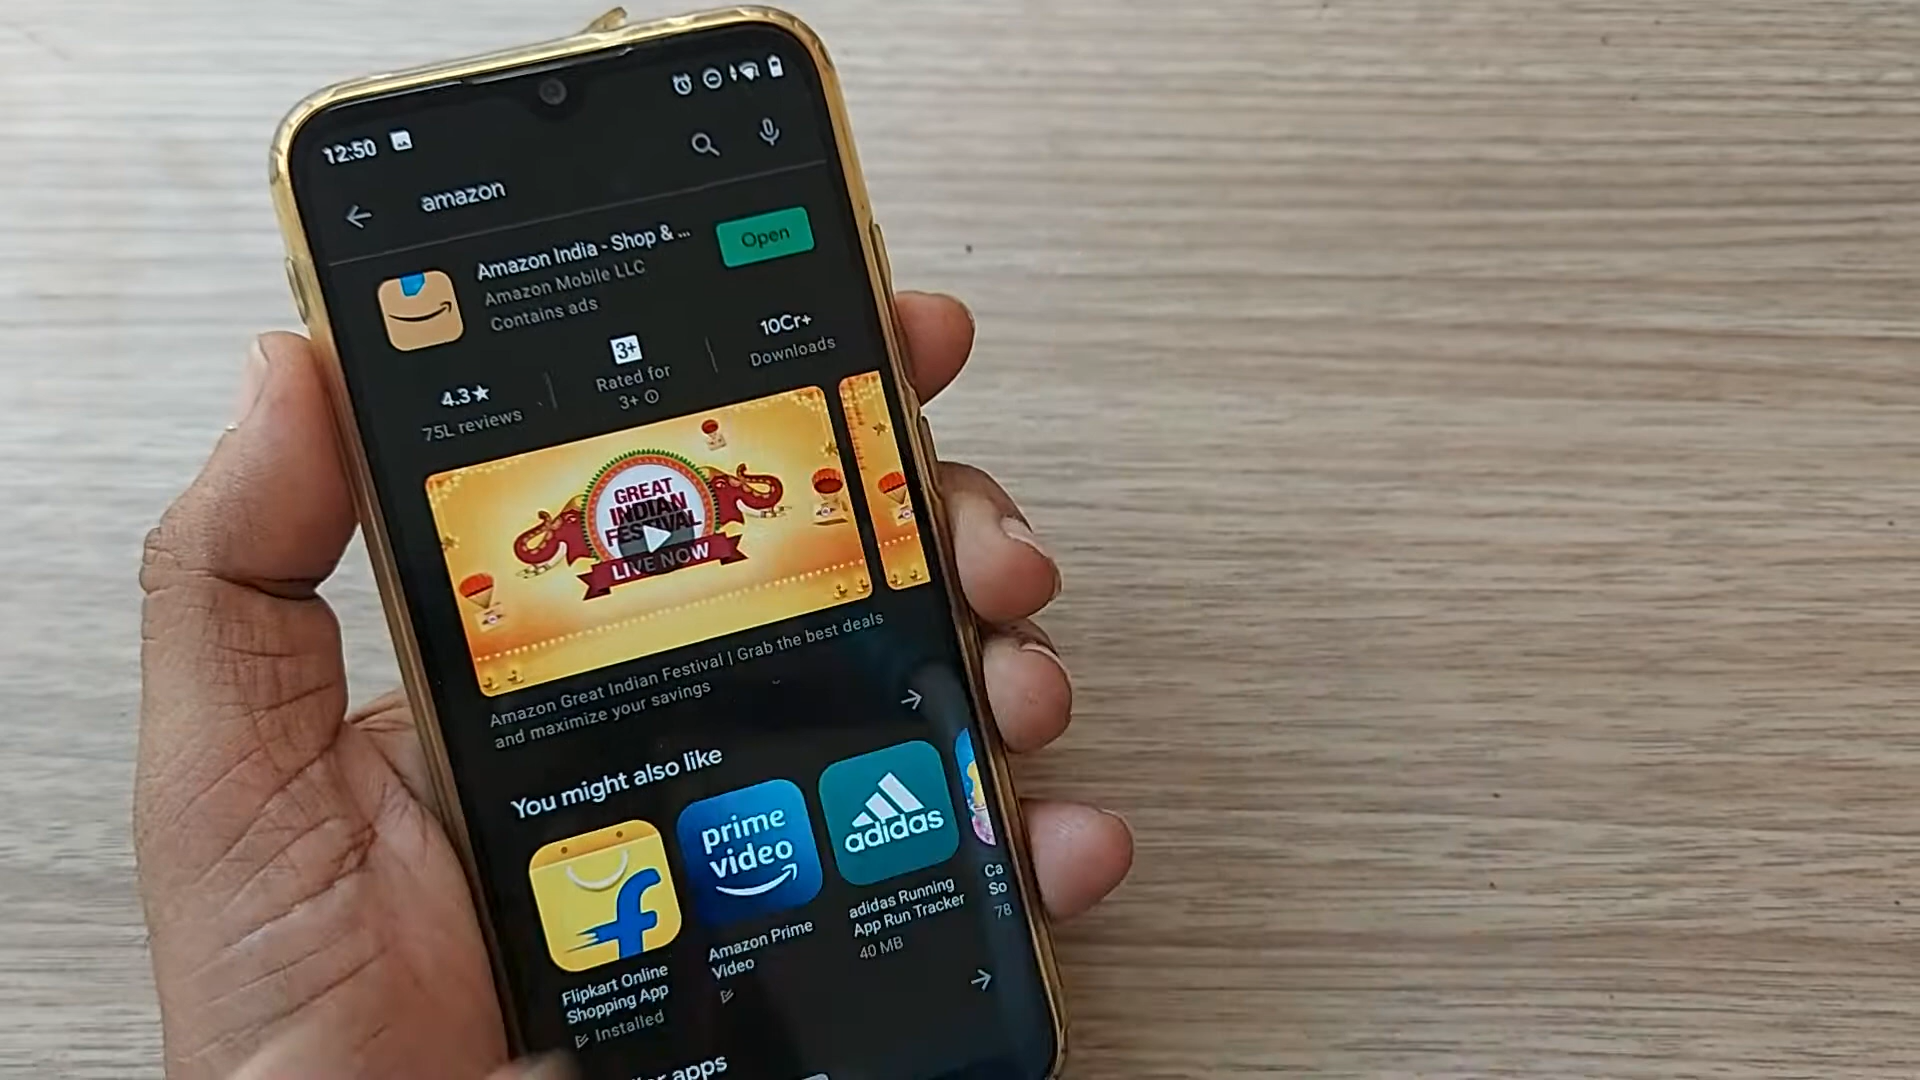 12:50
amazon
Amazon India - Shop & ...
Amazon Mobile LLC
Contains ads
Open
4.3★
75L reviews
3+
Rated for
3+
10Cr+
Downloads
GREAT
INDIAN
FESTIVAL
LIVE NOW
Amazon Great Indian Festival | Grab the best deals
and maximize your savings
You might also like
prime
video
adidas
Flipkart Online
Shopping App
Installed
Amazon Prime
Video
adidas Running
App Run Tracker
40 MB
Ca
So
78
apps